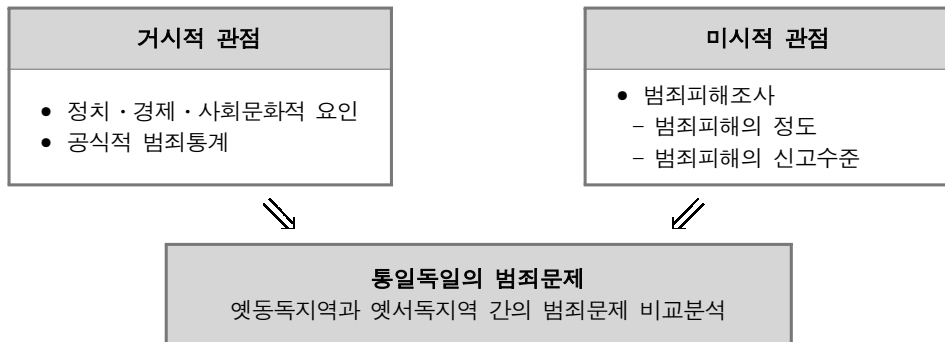 거시적 관점
• 정치・경제・사회문화적 요인
• 공식적 범죄통계
미시적 관점
• 범죄피해조사
– 범죄피해의 정도
– 범죄피해의 신고수준
통일독일의 범죄문제
옛동독지역과 옛서독지역 간의 범죄문제 비교분석